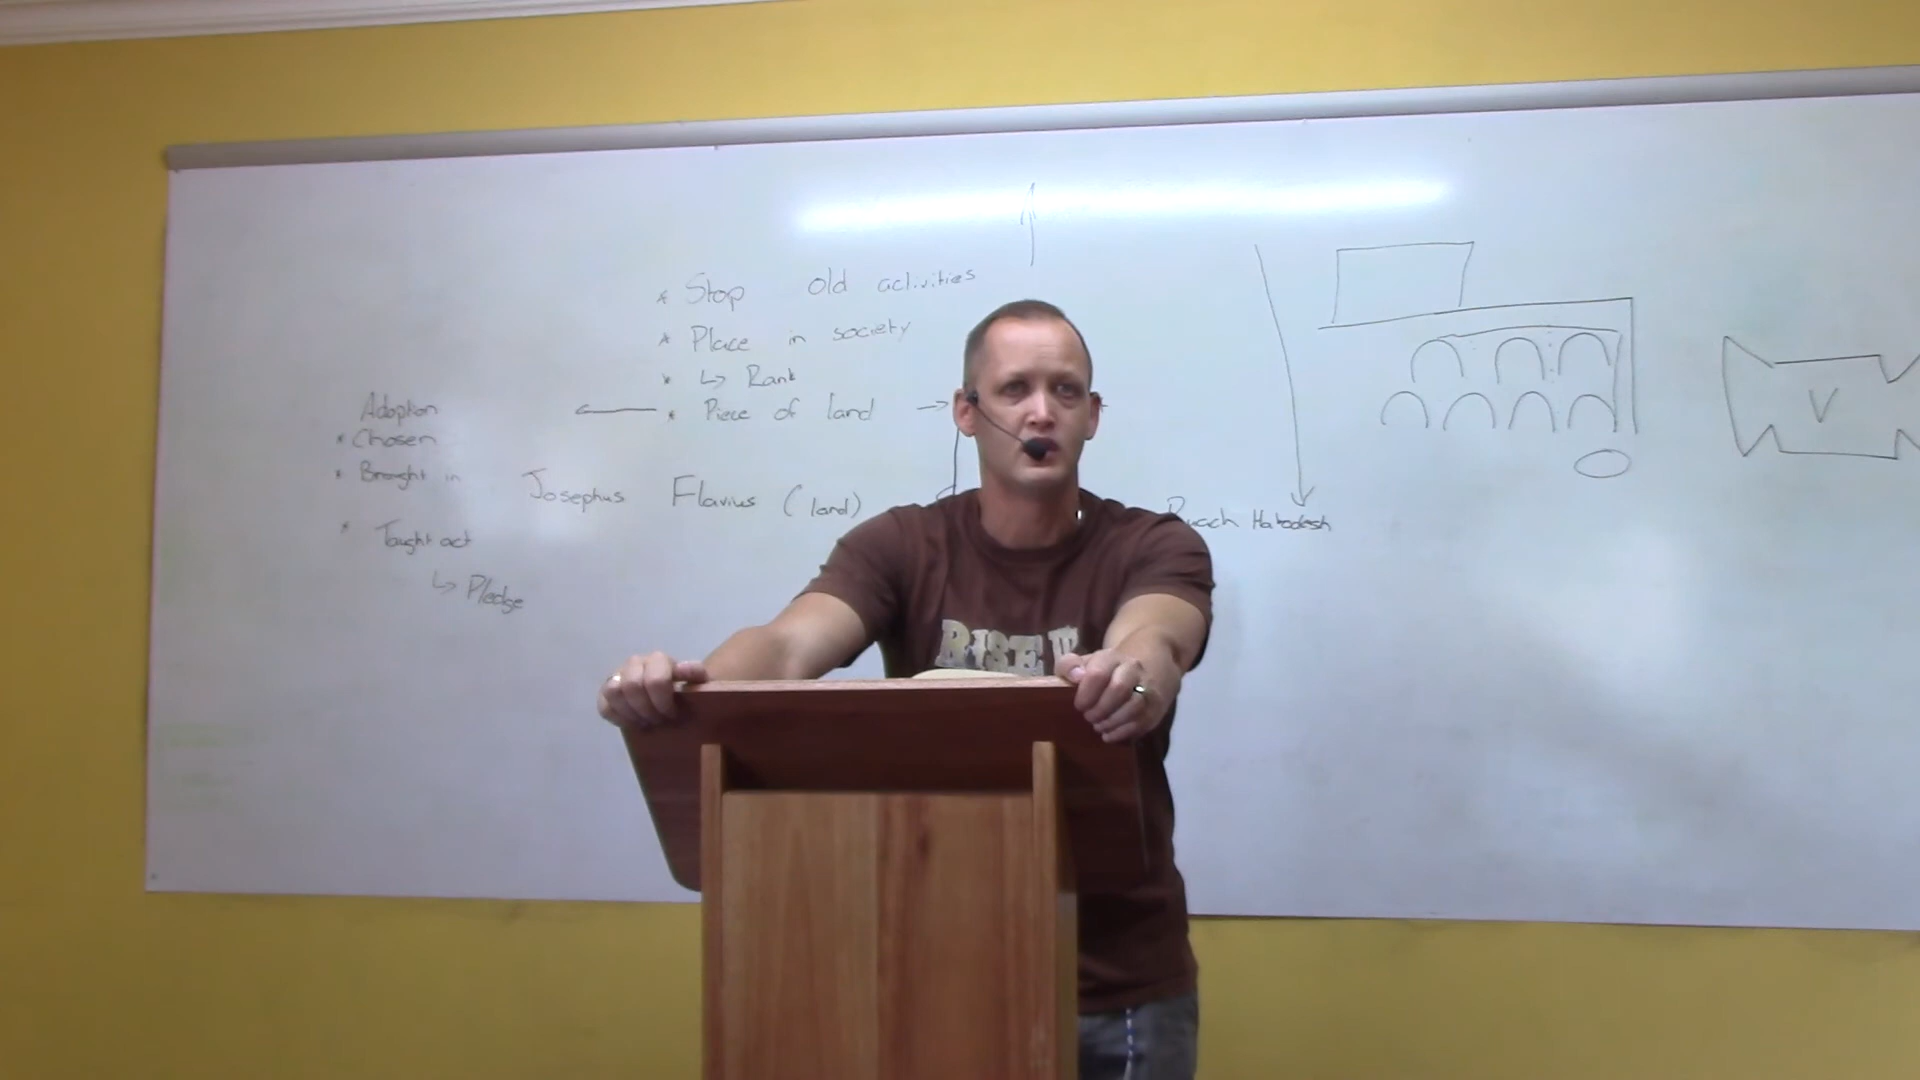 * Stop old activities
* Place in society
* ↳ Rank
* Piece of land
Adoption
* Chosen
* Brought in
* Taught act
↳ Pledge
Josephus Flavius (land)
Ruach Hakodesh
V
RISE